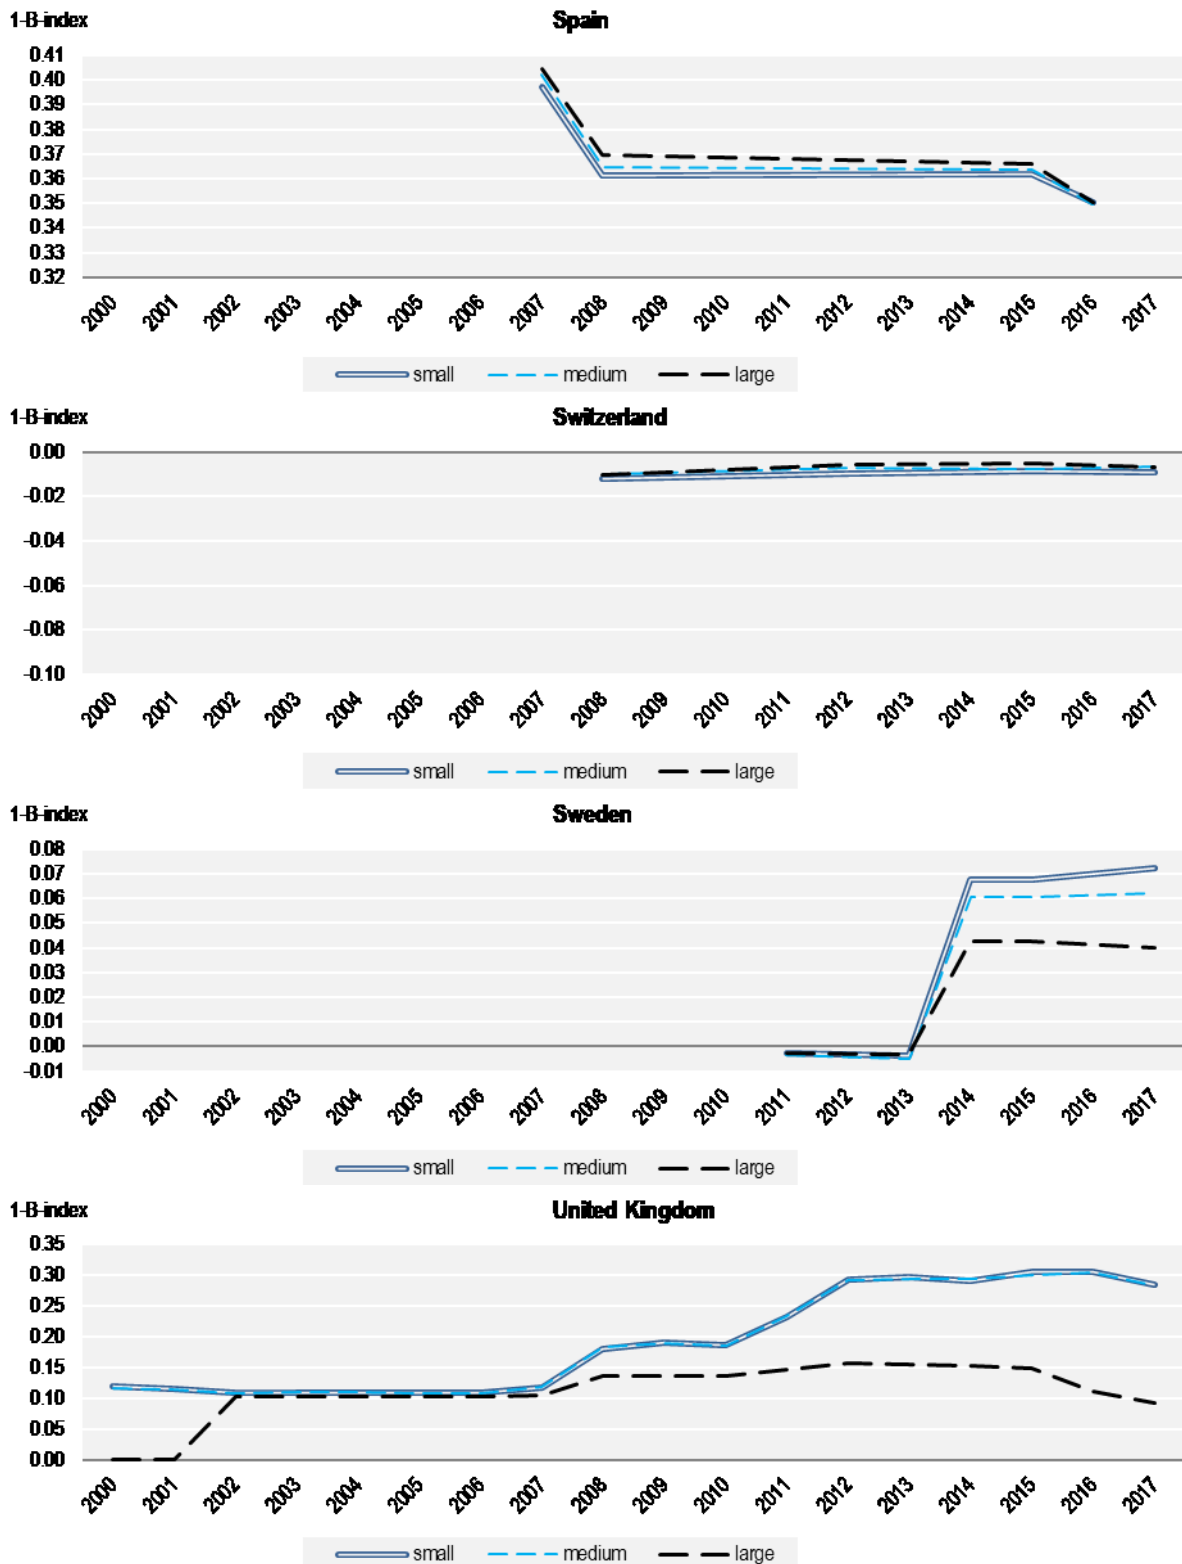 1-B-index Spain
0.41
0.40
0.39
0.38
0.37
0.36
0.35
0.34
0.33
0.32
2000 2001 2002 2003 2004 2005 2006 2007 2008 2009 2010 2011 2012 2013 2014 2015 2016 2017
small medium large
1-B-index Switzerland
0.00
-0.02
-0.04
-0.06
-0.08
-0.10
2000 2001 2002 2003 2004 2005 2006 2007 2008 2009 2010 2011 2012 2013 2014 2015 2016 2017
small medium large
1-B-index Sweden
0.08
0.07
0.06
0.05
0.04
0.03
0.02
0.01
0.00
-0.01
2000 2001 2002 2003 2004 2005 2006 2007 2008 2009 2010 2011 2012 2013 2014 2015 2016 2017
small medium large
1-B-index United Kingdom
0.35
0.30
0.25
0.20
0.15
0.10
0.05
0.00
2000 2001 2002 2003 2004 2005 2006 2007 2008 2009 2010 2011 2012 2013 2014 2015 2016 2017
small medium large